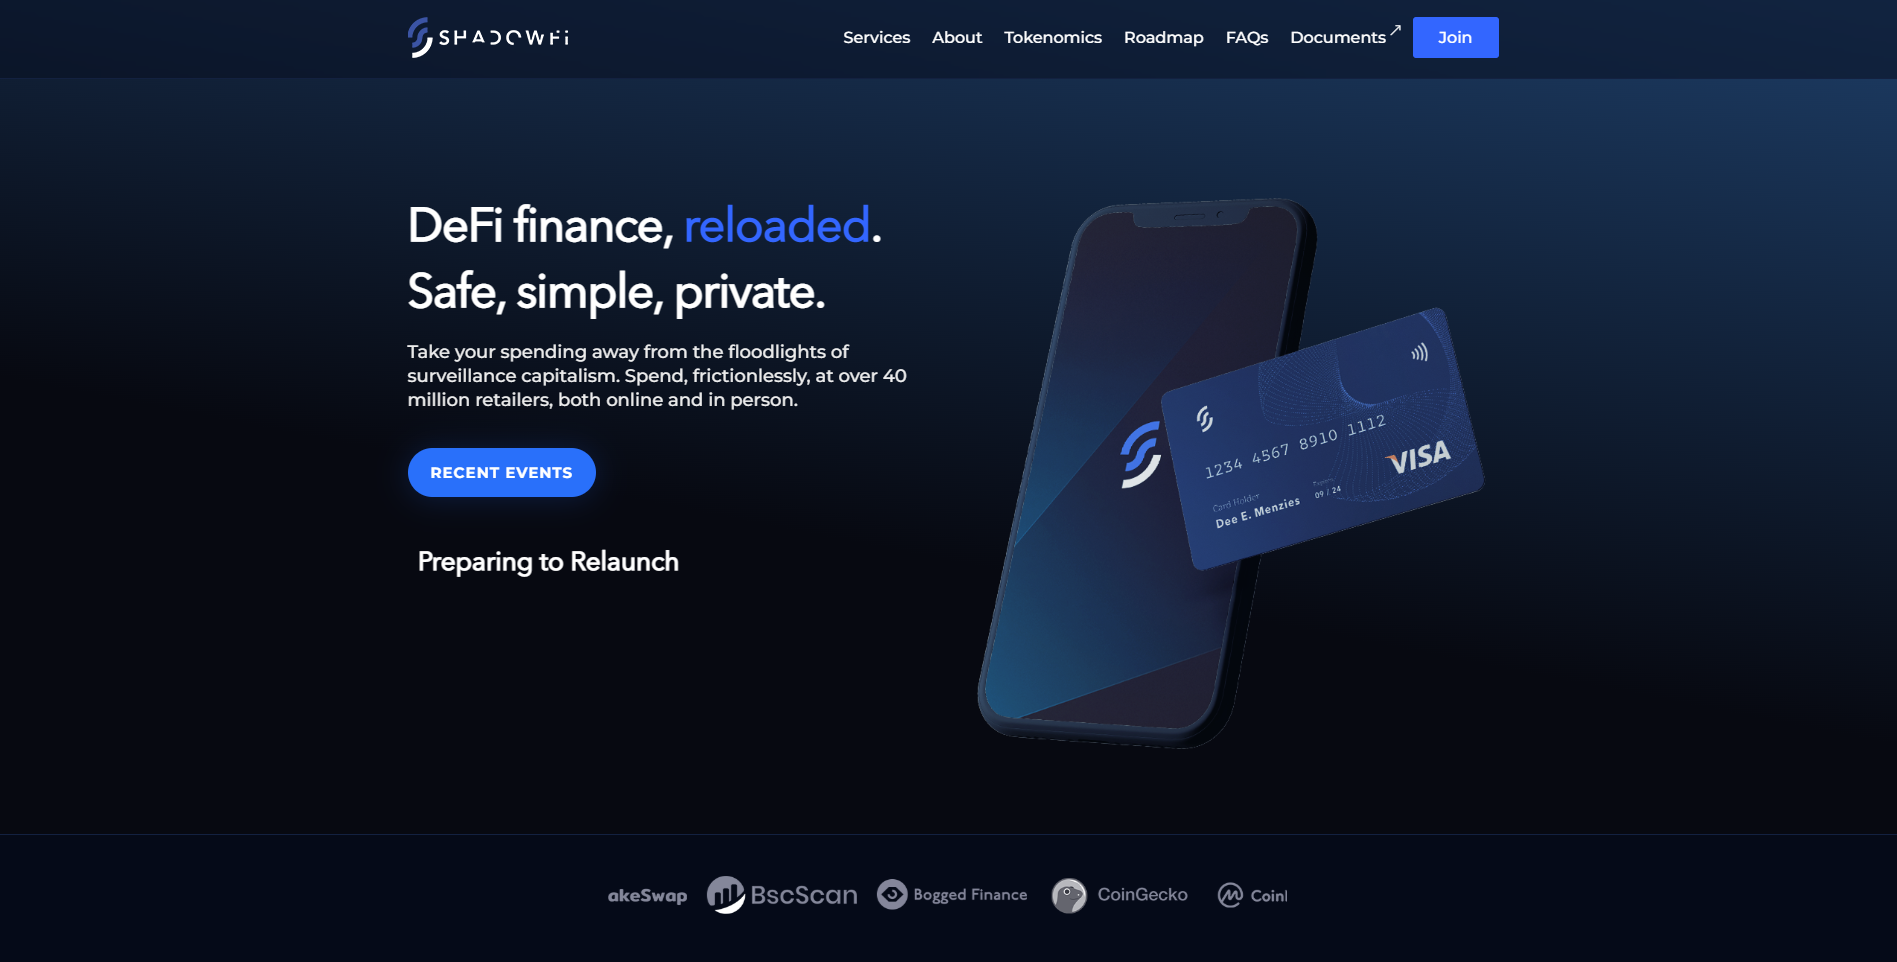 SHADOWFi
Services About Tokenomics Roadmap FAQs Documents ↗ Join
DeFi finance, reloaded.
Safe, simple, private.
Take your spending away from the floodlights of
surveillance capitalism. Spend, frictionlessly, at over 40
million retailers, both online and in person.
RECENT EVENTS
Preparing to Relaunch
1234 4567 8910 1112
VISA
Card Holder
Dee E. Menzies
09 / 24
akeSwap BscScan Bogged Finance CoinGecko Coin